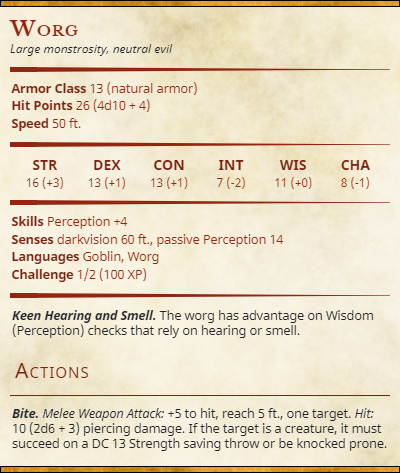 Worg
Large monstrosity, neutral evil
Armor Class 13 (natural armor)
Hit Points 26 (4d10 + 4)
Speed 50 ft.
STR DEX CON INT WIS CHA
16 (+3) 13 (+1) 13 (+1) 7 (-2) 11 (+0) 8 (-1)
Skills Perception +4
Senses darkvision 60 ft., passive Perception 14
Languages Goblin, Worg
Challenge 1/2 (100 XP)
Keen Hearing and Smell. The worg has advantage on Wisdom
(Perception) checks that rely on hearing or smell.
Actions
Bite. Melee Weapon Attack: +5 to hit, reach 5 ft., one target. Hit:
10 (2d6 + 3) piercing damage. If the target is a creature, it must
succeed on a DC 13 Strength saving throw or be knocked prone.